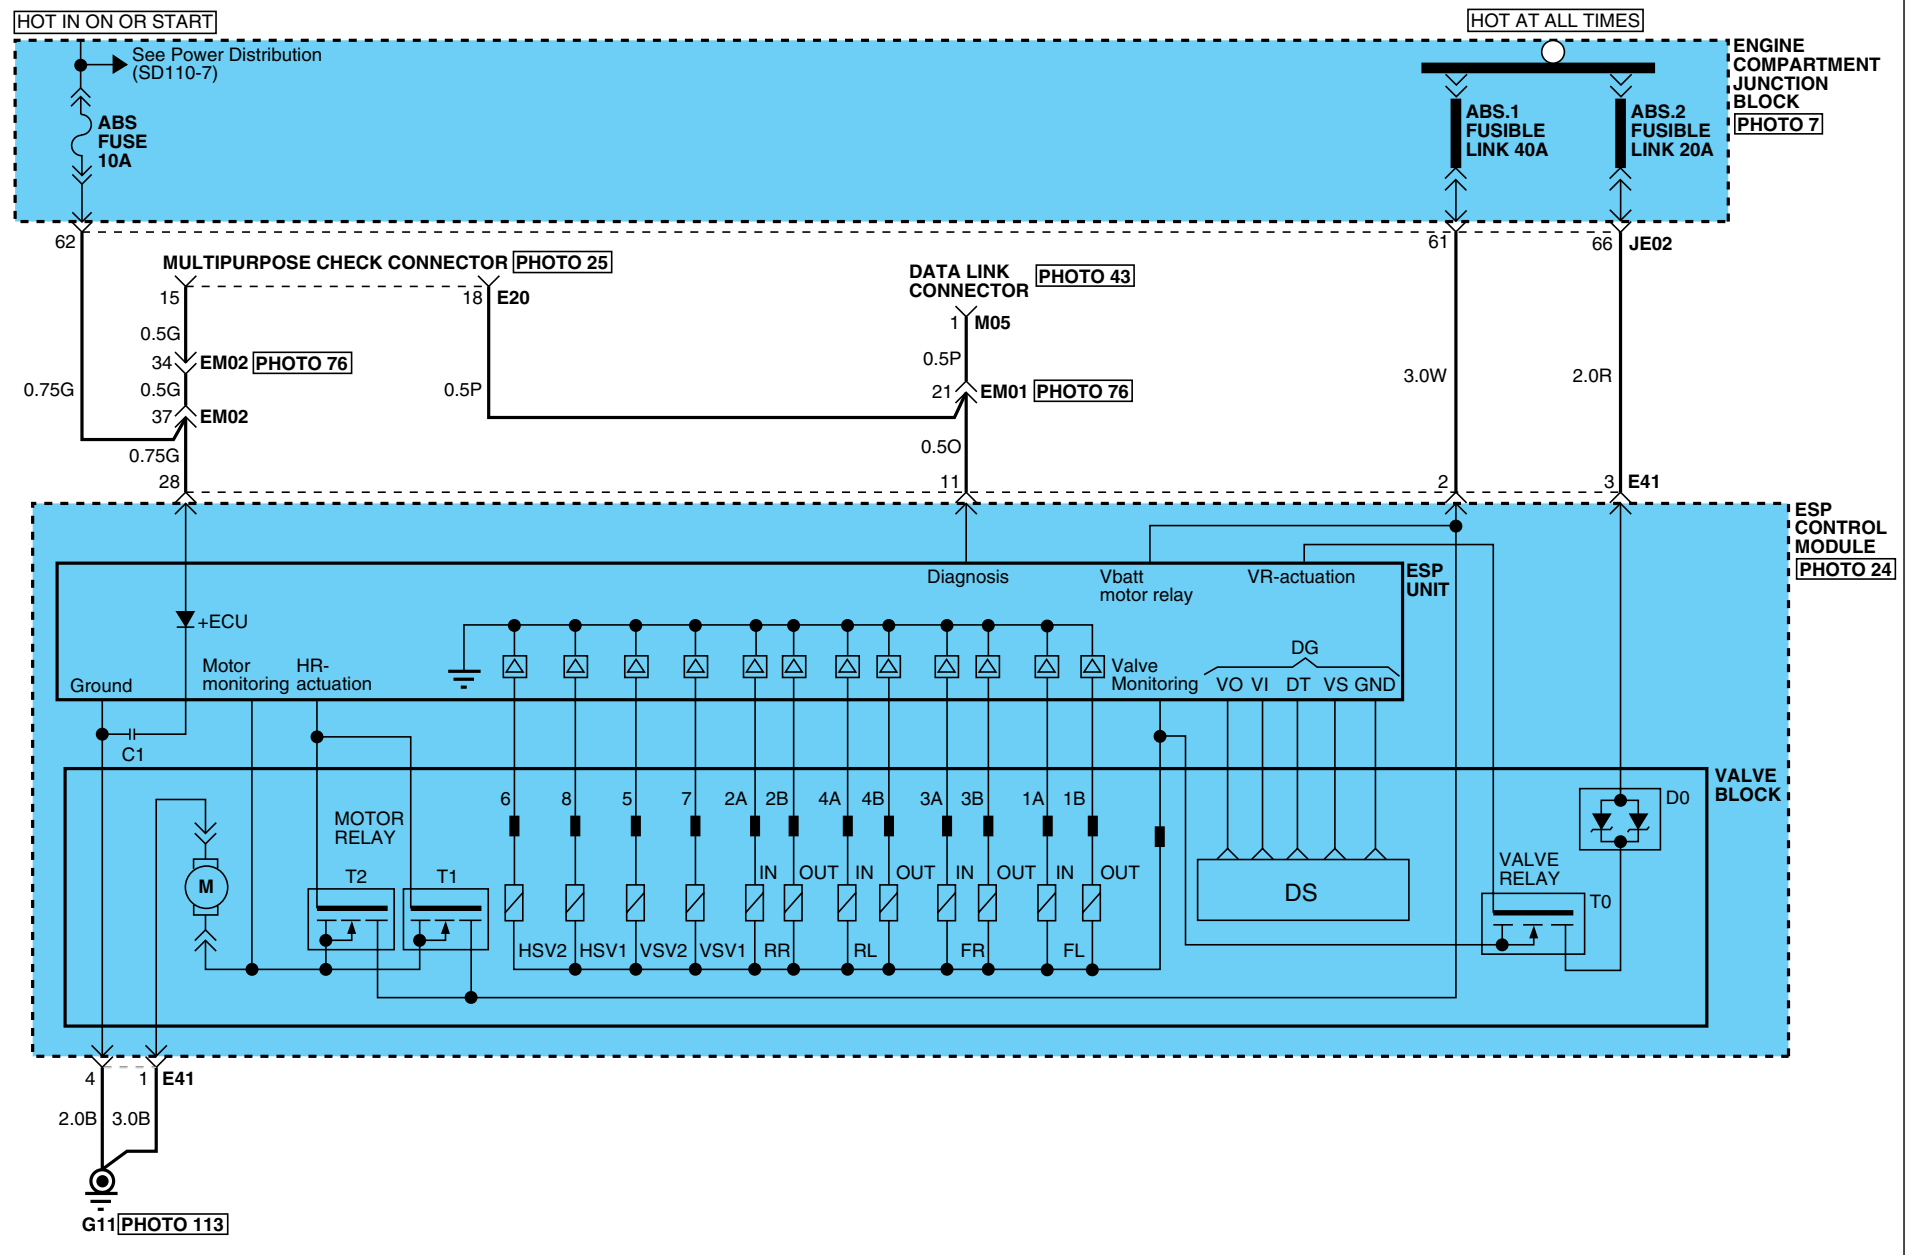 HOT IN ON OR START
HOT AT ALL TIMES
See Power Distribution
(SD110-7)
ABS
FUSE
10A
ABS.1
FUSIBLE
LINK 40A
ABS.2
FUSIBLE
LINK 20A
ENGINE
COMPARTMENT
JUNCTION
BLOCK
PHOTO 7
62
61
66
JE02
MULTIPURPOSE CHECK CONNECTOR
PHOTO 25
15
18
E20
DATA LINK
CONNECTOR
PHOTO 43
1
M05
0.5G
34
EM02
PHOTO 76
0.5P
0.75G
0.5G
0.5P
21
EM01
PHOTO 76
3.0W
2.0R
37
EM02
0.75G
0.5O
28
11
2
3
E41
ESP
CONTROL
MODULE
PHOTO 24
Diagnosis
Vbatt
motor relay
VR-actuation
ESP
UNIT
+ECU
Ground
Motor
monitoring
HR-
actuation
Valve
Monitoring
DG
VO
VI
DT
VS
GND
C1
VALVE
BLOCK
6
8
5
7
2A
2B
4A
4B
3A
3B
1A
1B
D0
MOTOR
RELAY
M
T2
T1
IN
OUT
IN
OUT
IN
OUT
IN
OUT
DS
VALVE
RELAY
T0
HSV2
HSV1
VSV2
VSV1
RR
RL
FR
FL
4
1
E41
2.0B
3.0B
G11
PHOTO 113